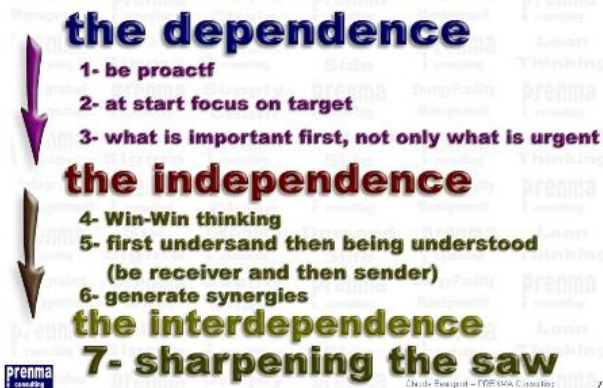 the dependence
1- be proactf
2- at start focus on target
3- what is important first, not only what is urgent
the independence
4- Win-Win thinking
5- first undersand then being understood
(be receiver and then sender)
6- generate synergies
the interdependence
7- sharpening the saw
prenma
consulting
PRENMA Consulting